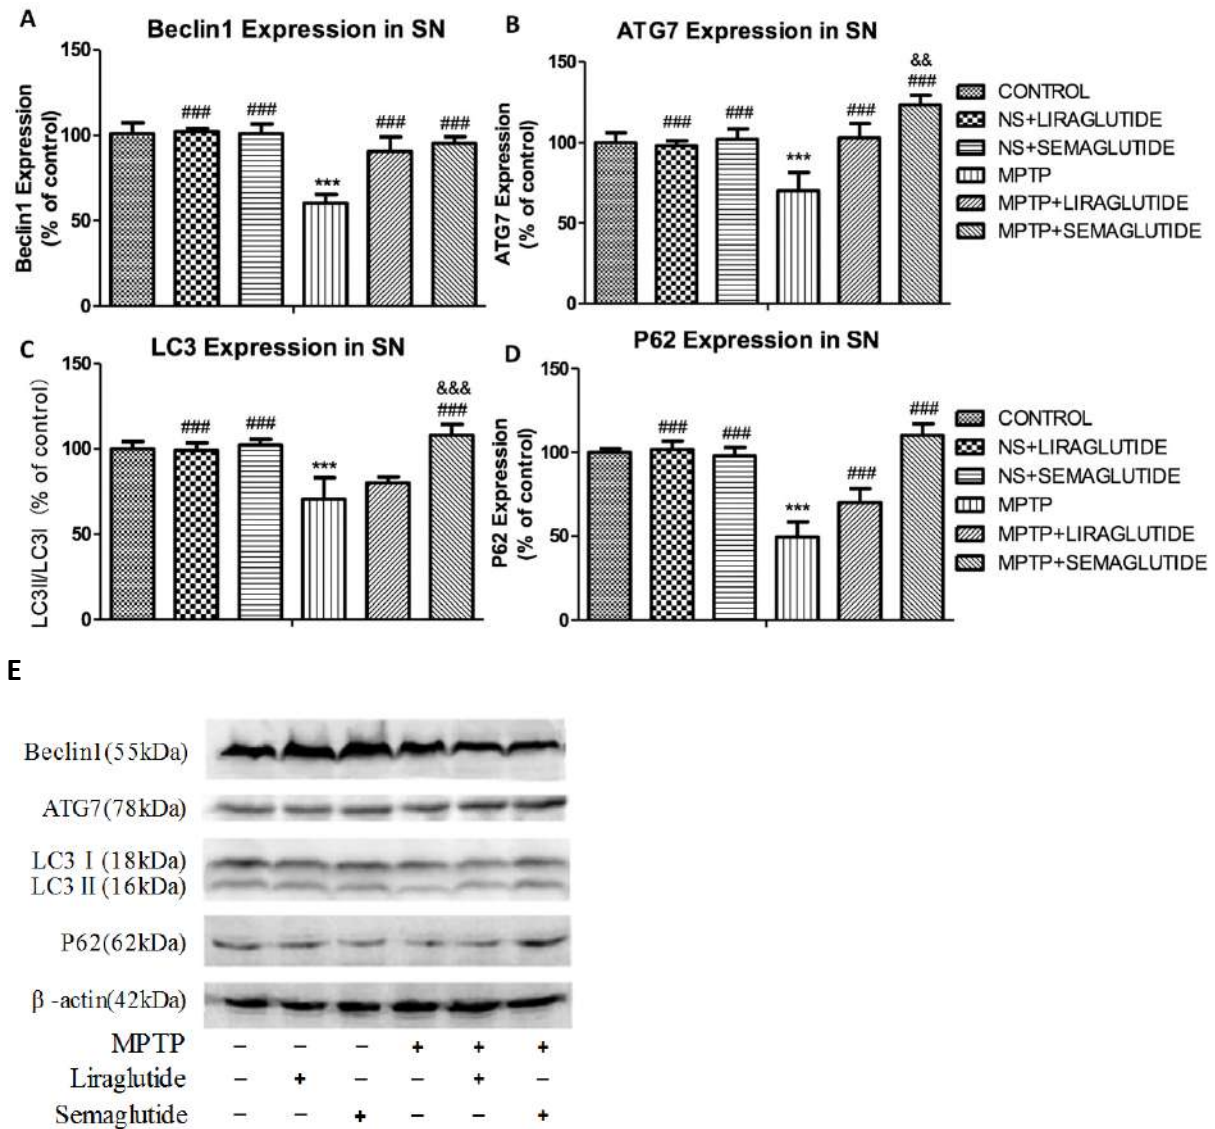 A
Beclin1 Expression in SN
Beclin1 Expression
(% of control)
150
100
50
0
###
###
***
###
###
B
ATG7 Expression in SN
ATG7 Expression
(% of control)
150
100
50
0
###
###
***
###
&&
###
CONTROL
NS+LIRAGLUTIDE
NS+SEMAGLUTIDE
MPTP
MPTP+LIRAGLUTIDE
MPTP+SEMAGLUTIDE
C
LC3 Expression in SN
LC3II/LC3I (% of control)
150
100
50
0
###
###
***
&&&
###
D
P62 Expression in SN
P62 Expression
(% of control)
150
100
50
0
###
###
***
###
###
CONTROL
NS+LIRAGLUTIDE
NS+SEMAGLUTIDE
MPTP
MPTP+LIRAGLUTIDE
MPTP+SEMAGLUTIDE
E
Beclin1(55kDa)
ATG7(78kDa)
LC3 I (18kDa)
LC3 II (16kDa)
P62(62kDa)
β-actin(42kDa)
MPTP − − − + + +
Liraglutide − + − − + −
Semaglutide − − + − − +